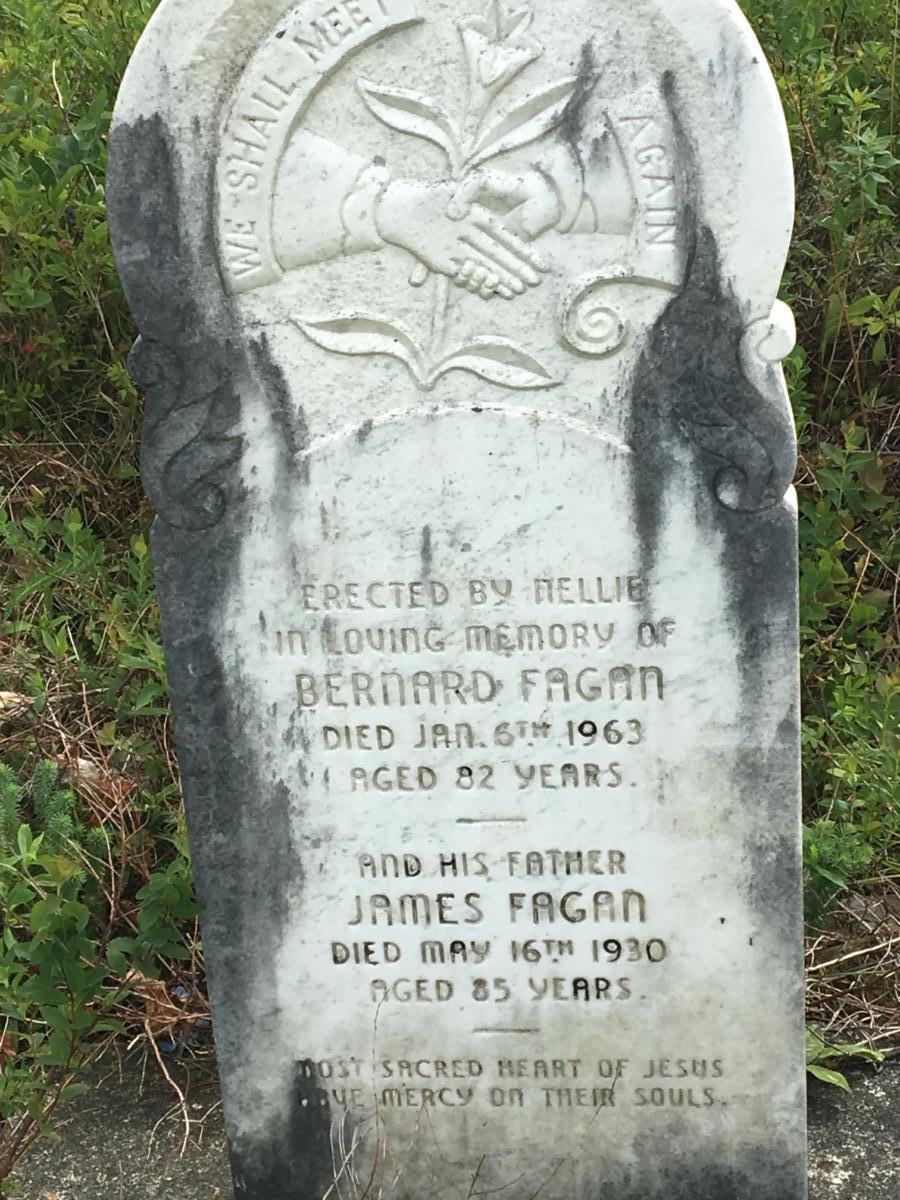 WE SHALL MEET AGAIN
ERECTED BY NELLIE
IN LOVING MEMORY OF
BERNARD FAGAN
DIED JAN. 6TH 1963
AGED 82 YEARS.
AND HIS FATHER
JAMES FAGAN
DIED MAY 16TH 1930
AGED 85 YEARS.
MOST SACRED HEART OF JESUS
HAVE MERCY ON THEIR SOULS.